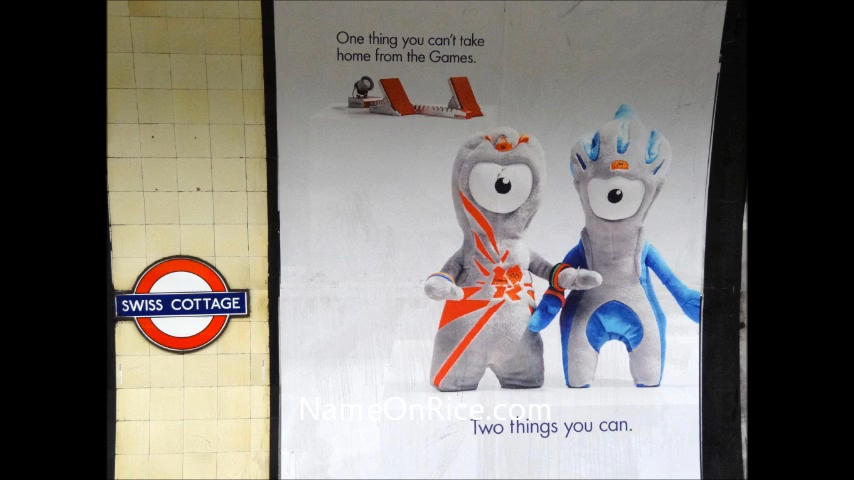 One thing you can't take
home from the Games.
SWISS COTTAGE
NameOnRice.com
Two things you can.